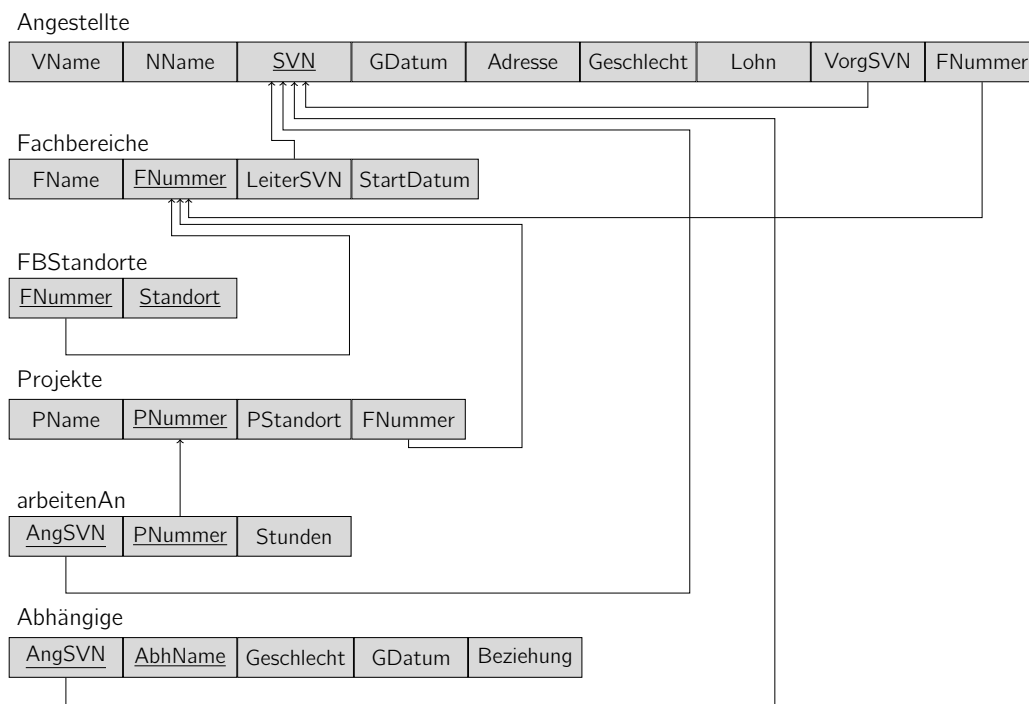 Angestellte
VName NName SVN GDatum Adresse Geschlecht Lohn VorgSVN FNummer
Fachbereiche
FName FNummer LeiterSVN StartDatum
FBStandorte
FNummer Standort
Projekte
PName PNummer PStandort FNummer
arbeitenAn
AngSVN PNummer Stunden
Abhängige
AngSVN AbhName Geschlecht GDatum Beziehung